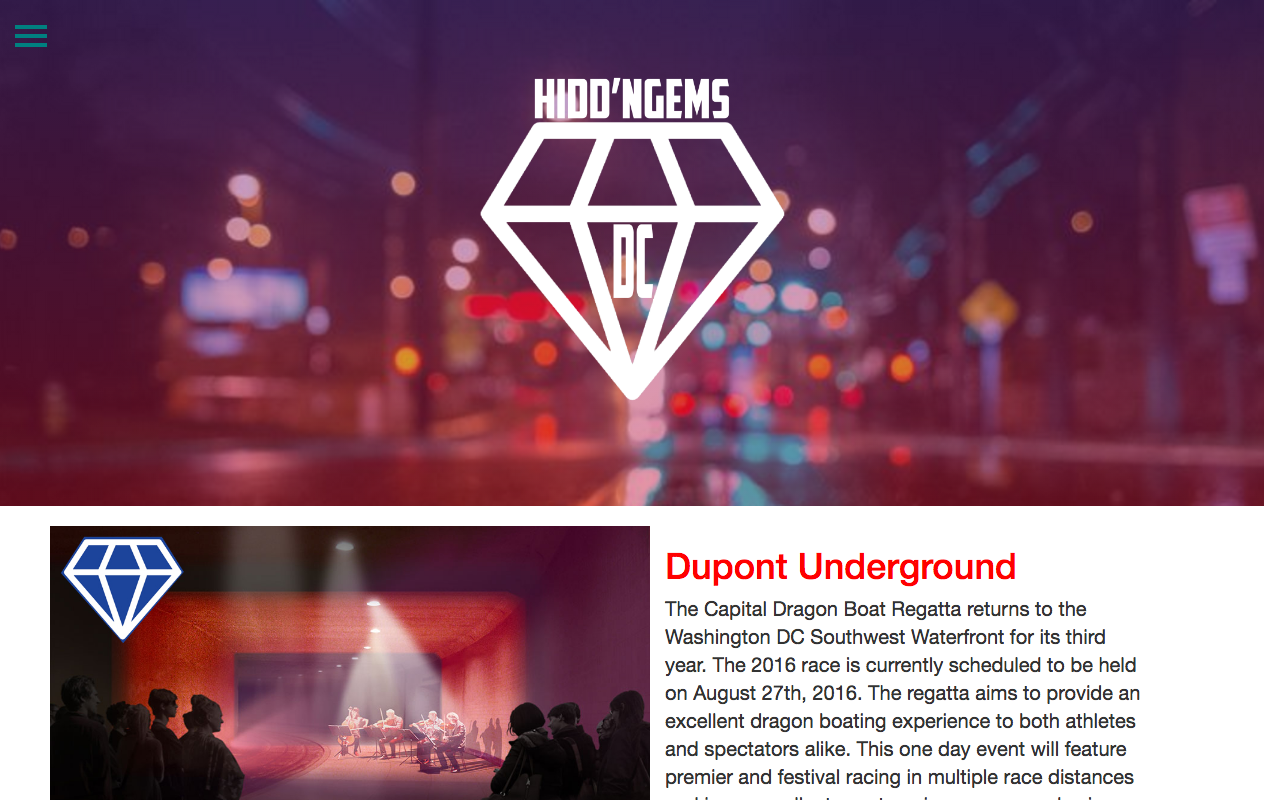 HIDD'NGEMS
DC
Dupont Underground
The Capital Dragon Boat Regatta returns to the
Washington DC Southwest Waterfront for its third
year. The 2016 race is currently scheduled to be held
on August 27th, 2016. The regatta aims to provide an
excellent dragon boating experience to both athletes
and spectators alike. This one day event will feature
premier and festival racing in multiple race distances